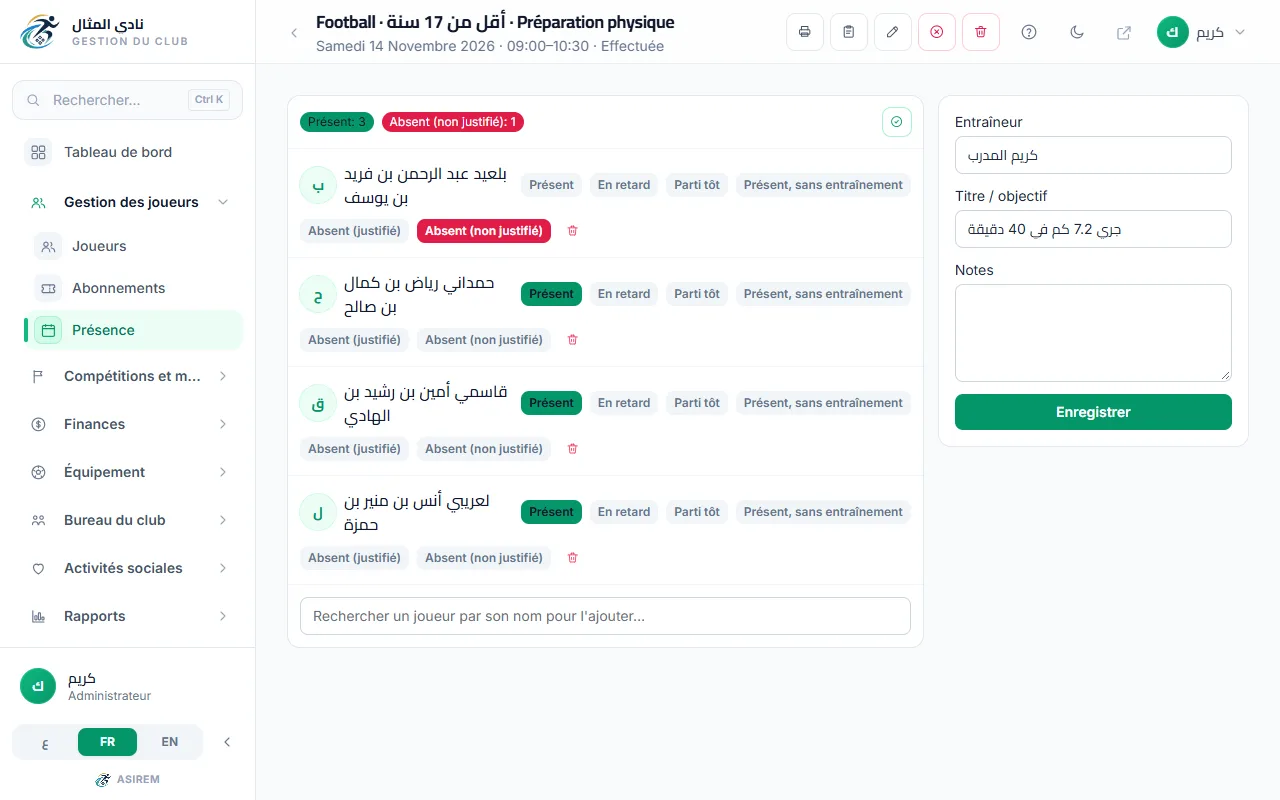 نادي المثال
GESTION DU CLUB
Rechercher...
Ctrl K
Tableau de bord
Gestion des joueurs
Joueurs
Abonnements
Présence
Compétitions et m...
Finances
Équipement
Bureau du club
Activités sociales
Rapports
ك
كريم
Administrateur
ع
FR
EN
ASIREM
Football · أقل من 17 سنة · Préparation physique
Samedi 14 Novembre 2026 · 09:00–10:30 · Effectuée
ك
كريم
Présent: 3
Absent (non justifié): 1
ب
بلعيد عبد الرحمن بن فريد
بن يوسف
Présent
En retard
Parti tôt
Présent, sans entraînement
Absent (justifié)
Absent (non justifié)
ح
حمداني رياض بن كمال
بن صالح
Présent
En retard
Parti tôt
Présent, sans entraînement
Absent (justifié)
Absent (non justifié)
ق
قاسمي أمين بن رشيد بن
الهادي
Présent
En retard
Parti tôt
Présent, sans entraînement
Absent (justifié)
Absent (non justifié)
ل
لعريبي أنس بن منير بن
حمزة
Présent
En retard
Parti tôt
Présent, sans entraînement
Absent (justifié)
Absent (non justifié)
Rechercher un joueur par son nom pour l'ajouter...
Entraîneur
كريم المدرب
Titre / objectif
جري 7.2 كم في 40 دقيقة
Notes
Enregistrer